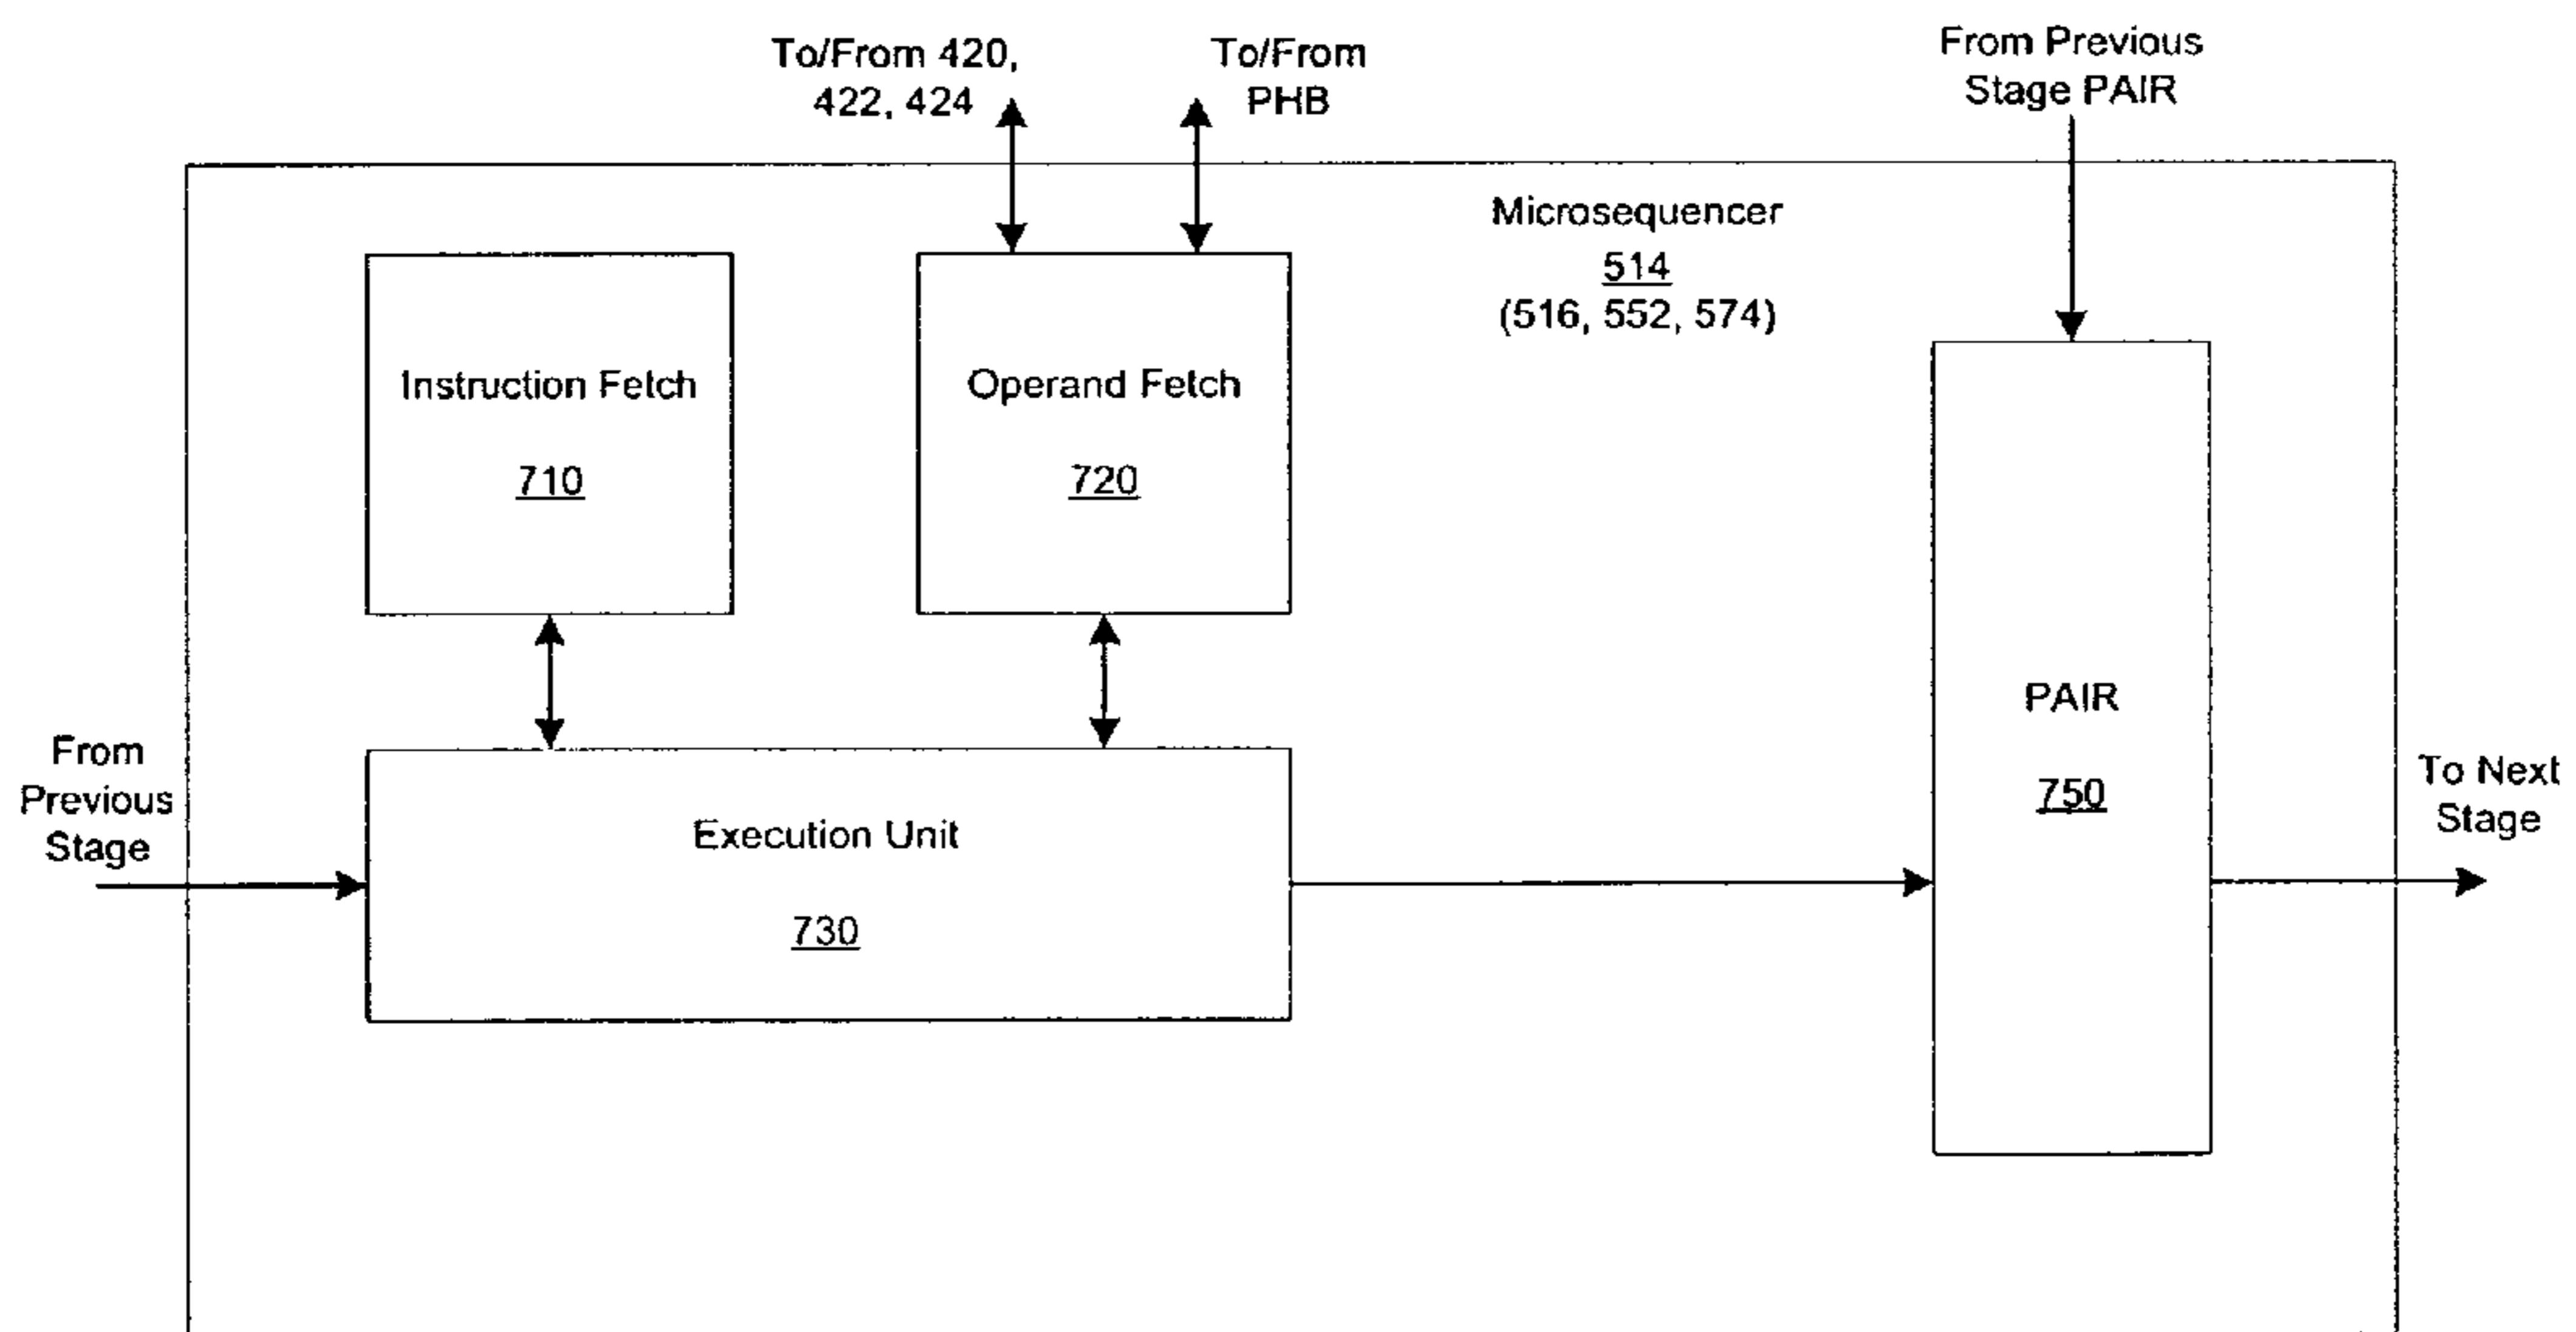 To/From 420,
422, 424
To/From
PHB
From Previous
Stage PAIR
Microsequencer
514
(516, 552, 574)
Instruction Fetch
710
Operand Fetch
720
PAIR
750
From
Previous
Stage
Execution Unit
730
To Next
Stage